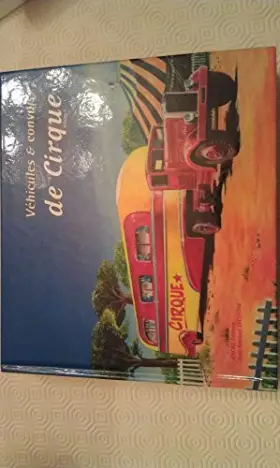 Véhicules & convois
de Cirque
CIRQUE★